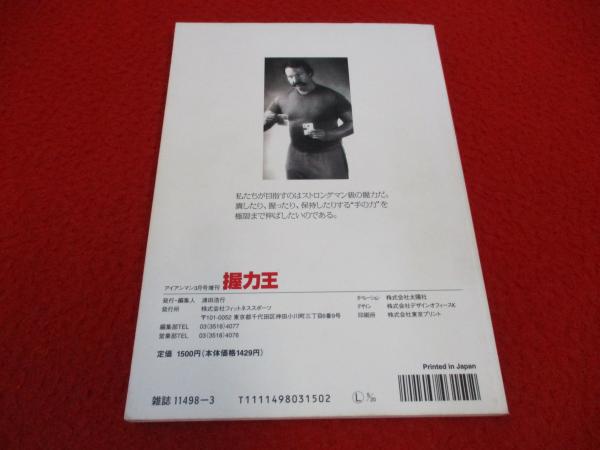 私たちが目指すのはストロングマン級の握力だ。
潰したり、握ったり、保持したりする“手の力”を
極限まで伸ばしたいのである。
アイアンマン3月号増刊 握力王
発行・編集人 浦田浩行
発行所 株式会社フィットネススポーツ
〒101-0052 東京都千代田区神田小川町三丁目6番9号
編集部TEL 03(3518)4077
営業部TEL 03(3518)4076
オペレーション 株式会社太陽社
デザイン 株式会社デザインオフィースK.
印刷所 株式会社東京プリント
定価 1500円(本体価格1429円)
Printed in Japan
雑誌 11498-3
T1111498031502
L 5/20